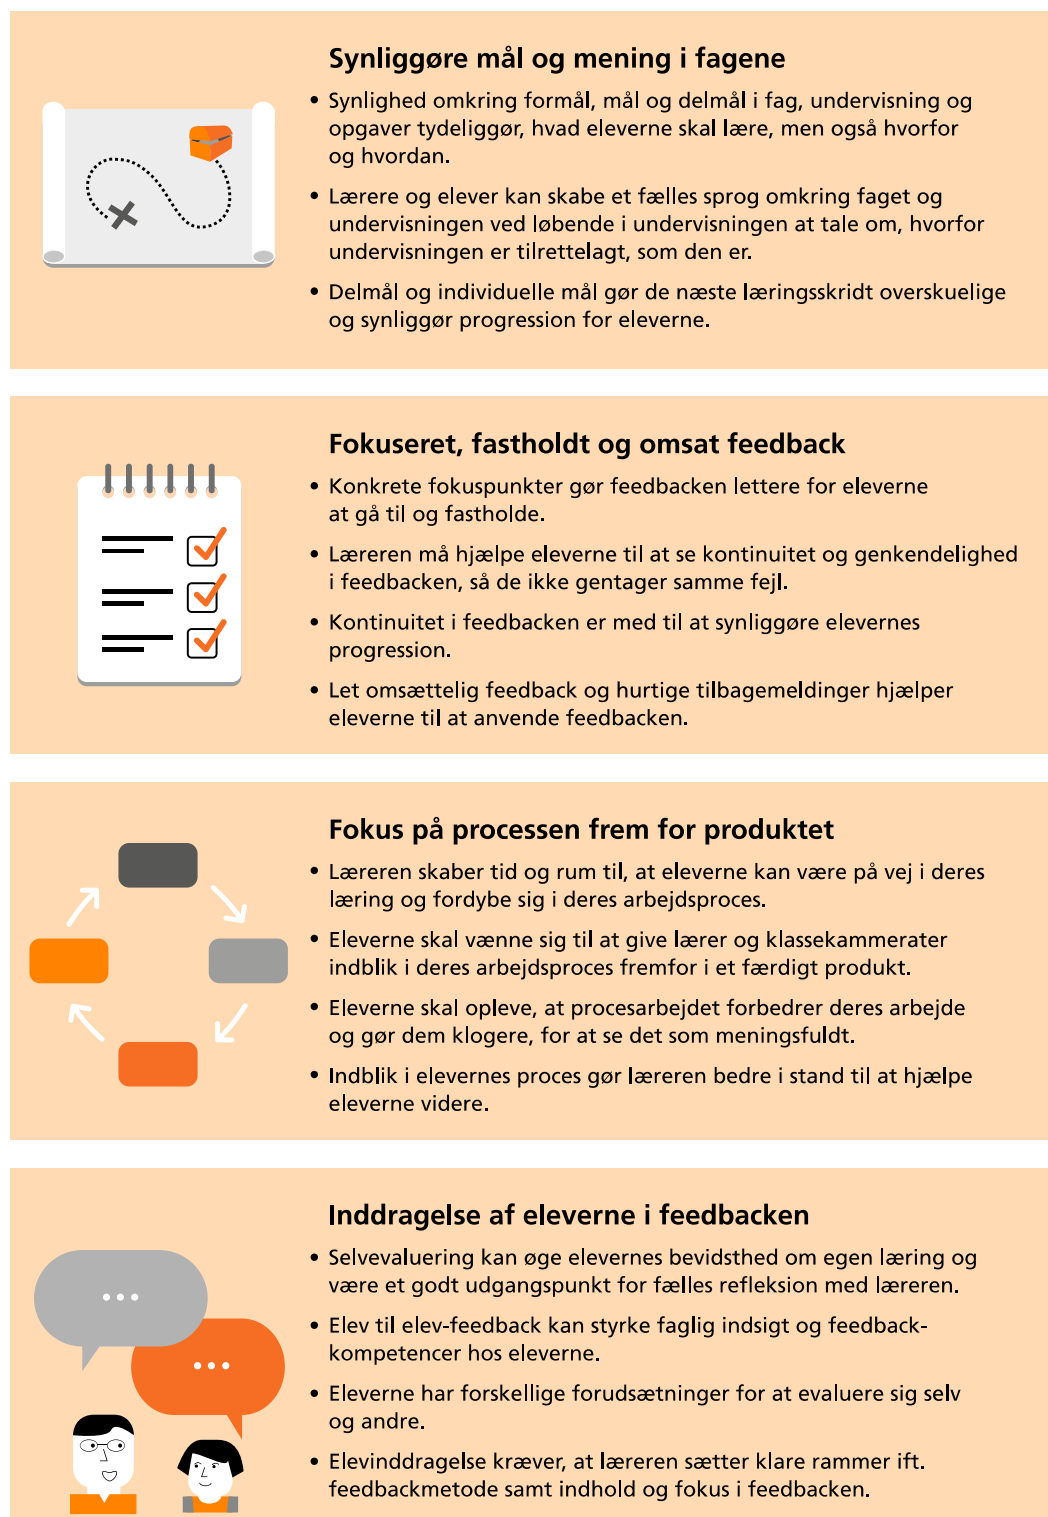 Synliggøre mål og mening i fagene
• Synlighed omkring formål, mål og delmål i fag, undervisning og
opgaver tydeliggør, hvad eleverne skal lære, men også hvorfor
og hvordan.
• Lærere og elever kan skabe et fælles sprog omkring faget og
undervisningen ved løbende i undervisningen at tale om, hvorfor
undervisningen er tilrettelagt, som den er.
• Delmål og individuelle mål gør de næste læringsskridt overskuelige
og synliggør progression for eleverne.
Fokuseret, fastholdt og omsat feedback
• Konkrete fokuspunkter gør feedbacken lettere for eleverne
at gå til og fastholde.
• Læreren må hjælpe eleverne til at se kontinuitet og genkendelighed
i feedbacken, så de ikke gentager samme fejl.
• Kontinuitet i feedbacken er med til at synliggøre elevernes
progression.
• Let omsættelig feedback og hurtige tilbagemeldinger hjælper
eleverne til at anvende feedbacken.
Fokus på processen frem for produktet
• Læreren skaber tid og rum til, at eleverne kan være på vej i deres
læring og fordybe sig i deres arbejdsproces.
• Eleverne skal vænne sig til at give lærer og klassekammerater
indblik i deres arbejdsproces fremfor i et færdigt produkt.
• Eleverne skal opleve, at procesarbejdet forbedrer deres arbejde
og gør dem klogere, for at se det som meningsfuldt.
• Indblik i elevernes proces gør læreren bedre i stand til at hjælpe
eleverne videre.
Inddragelse af eleverne i feedbacken
• Selvevaluering kan øge elevernes bevidsthed om egen læring og
være et godt udgangspunkt for fælles refleksion med læreren.
• Elev til elev-feedback kan styrke faglig indsigt og feedback-
kompetencer hos eleverne.
• Eleverne har forskellige forudsætninger for at evaluere sig selv
og andre.
• Elevinddragelse kræver, at læreren sætter klare rammer ift.
feedbackmetode samt indhold og fokus i feedbacken.